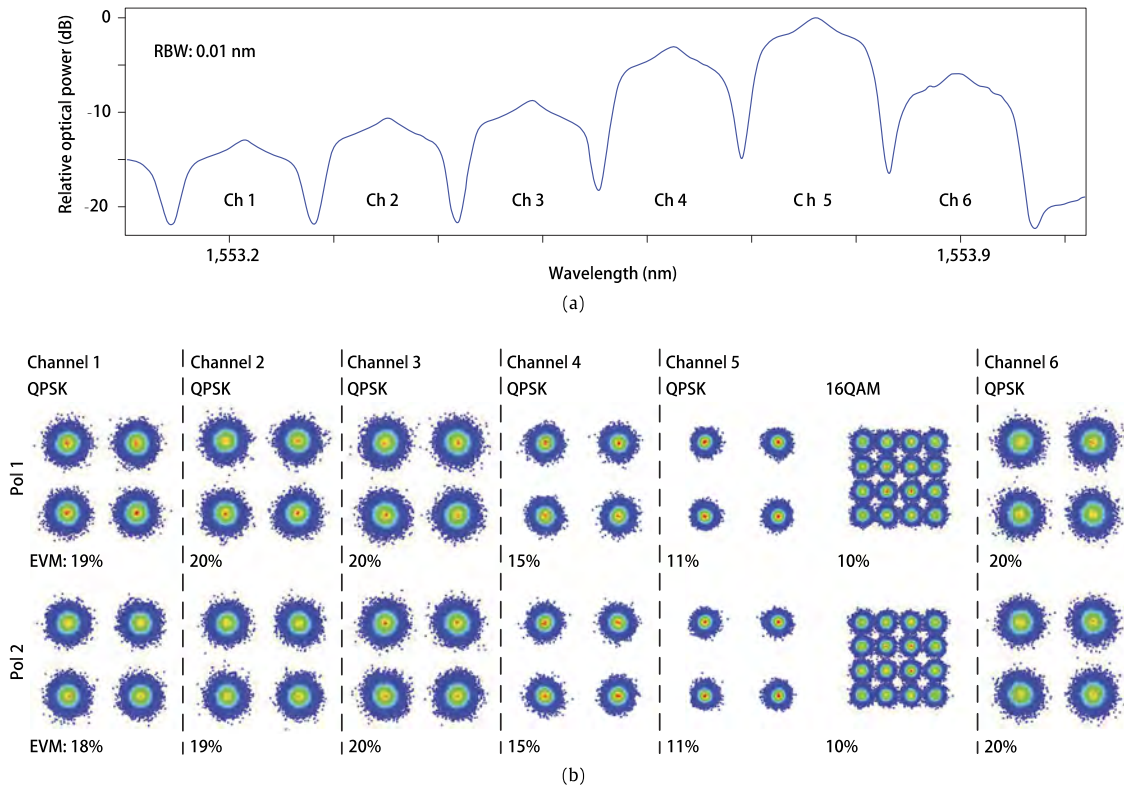 Relative optical power (dB)
0
-10
-20
RBW: 0.01 nm
Ch 1 Ch 2 Ch 3 Ch 4 C h 5 Ch 6
1,553.2 1,553.9
Wavelength (nm)
(a)
Channel 1 Channel 2 Channel 3 Channel 4 Channel 5 Channel 6
QPSK QPSK QPSK QPSK QPSK 16QAM QPSK
Pol 1
EVM: 19% 20% 20% 15% 11% 10% 20%
Pol 2
EVM: 18% 19% 20% 15% 11% 10% 20%
(b)